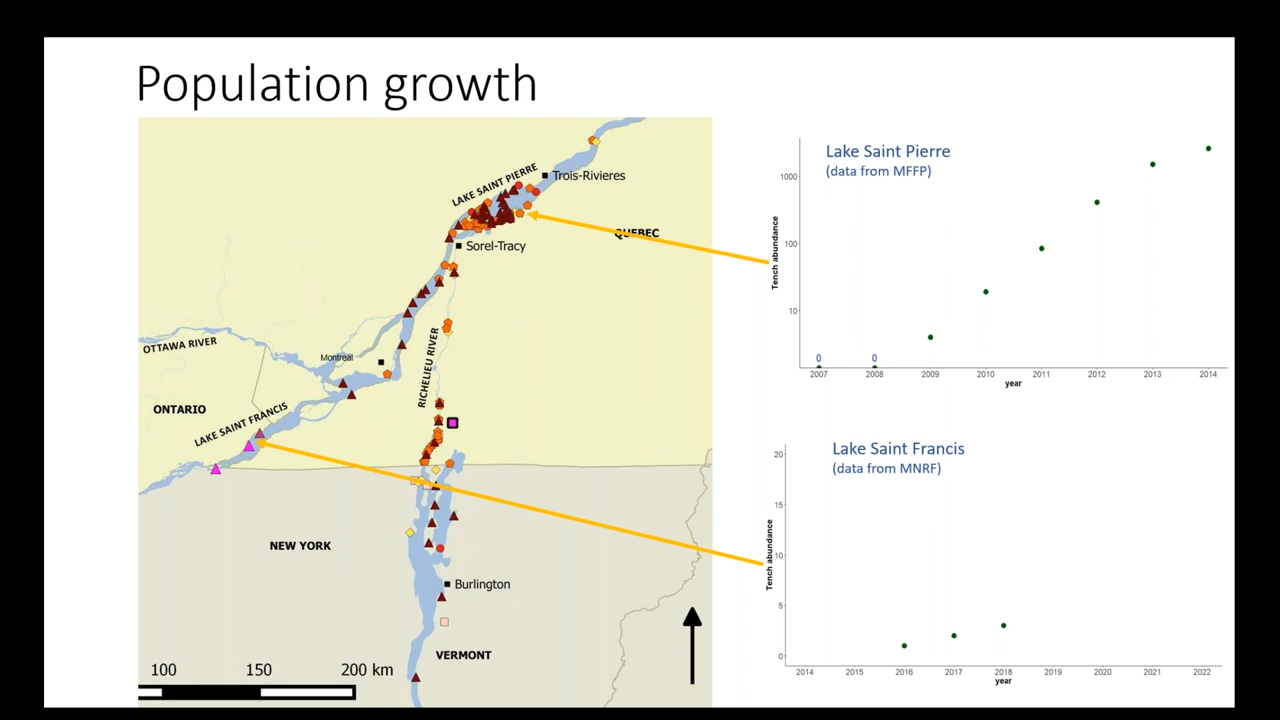 Population growth
LAKE SAINT PIERRE
Trois-Rivieres
QUEBEC
Sorel-Tracy
OTTAWA RIVER
Montreal
RICHELIEU RIVER
ONTARIO
LAKE SAINT FRANCIS
NEW YORK
Burlington
VERMONT
100 150 200 km
Lake Saint Pierre
(data from MFFP)
Tench abundance
1000
100
10
0 0
2007 2008 2009 2010 2011 2012 2013 2014
year
Lake Saint Francis
(data from MNRF)
Tench abundance
20
15
10
5
0
2014 2015 2016 2017 2018 2019 2020 2021 2022
year